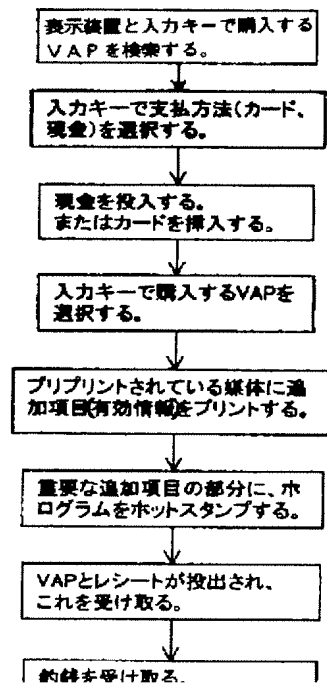 表示装置と入力キーで購入する
VAPを検索する。
入力キーで支払方法(カード、
現金)を選択する。
現金を投入する。
またはカードを挿入する。
入力キーで購入するVAPを
選択する。
プリプリントされている媒体に追
加項目(有効情報)をプリントする。
重要な追加項目の部分に、ホ
ログラムをホットスタンプする。
VAPとレシートが投出され、
これを受け取る。
釣銭を受け取る。